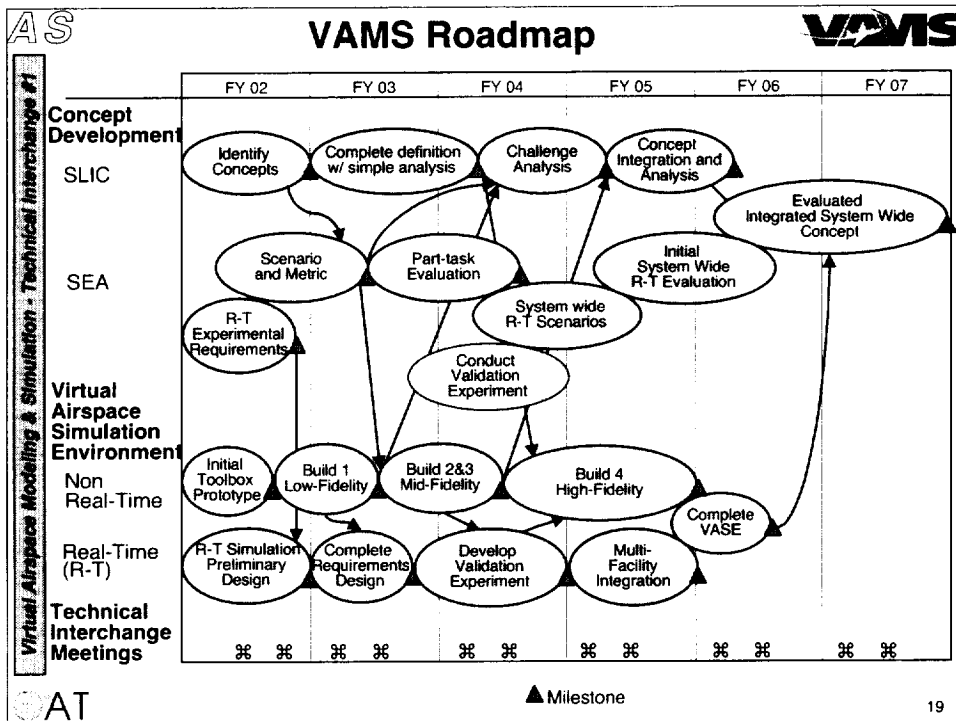 AS
VAMS Roadmap
VAMS
Virtual Airspace Modeling & Simulation - Technical Interchange #1
FY 02 FY 03 FY 04 FY 05 FY 06 FY 07
Concept
Development
SLIC
Identify
Concepts
Complete definition
w/ simple analysis
Challenge
Analysis
Concept
Integration and
Analysis
Evaluated
Integrated System Wide
Concept
SEA
Scenario
and Metric
Part-task
Evaluation
Initial
System Wide
R-T Evaluation
System wide
R-T Scenarios
R-T
Experimental
Requirements
Conduct
Validation
Experiment
Virtual
Airspace
Simulation
Environment
Non
Real-Time
Initial
Toolbox
Prototype
Build 1
Low-Fidelity
Build 2&3
Mid-Fidelity
Build 4
High-Fidelity
Complete
VASE
Real-Time
(R-T)
R-T Simulation
Preliminary
Design
Complete
Requirements
Design
Develop
Validation
Experiment
Multi-
Facility
Integration
Technical
Interchange
Meetings
⌘ ⌘ ⌘ ⌘ ⌘ ⌘ ⌘ ⌘ ⌘ ⌘ ⌘ ⌘
AT
Milestone
19